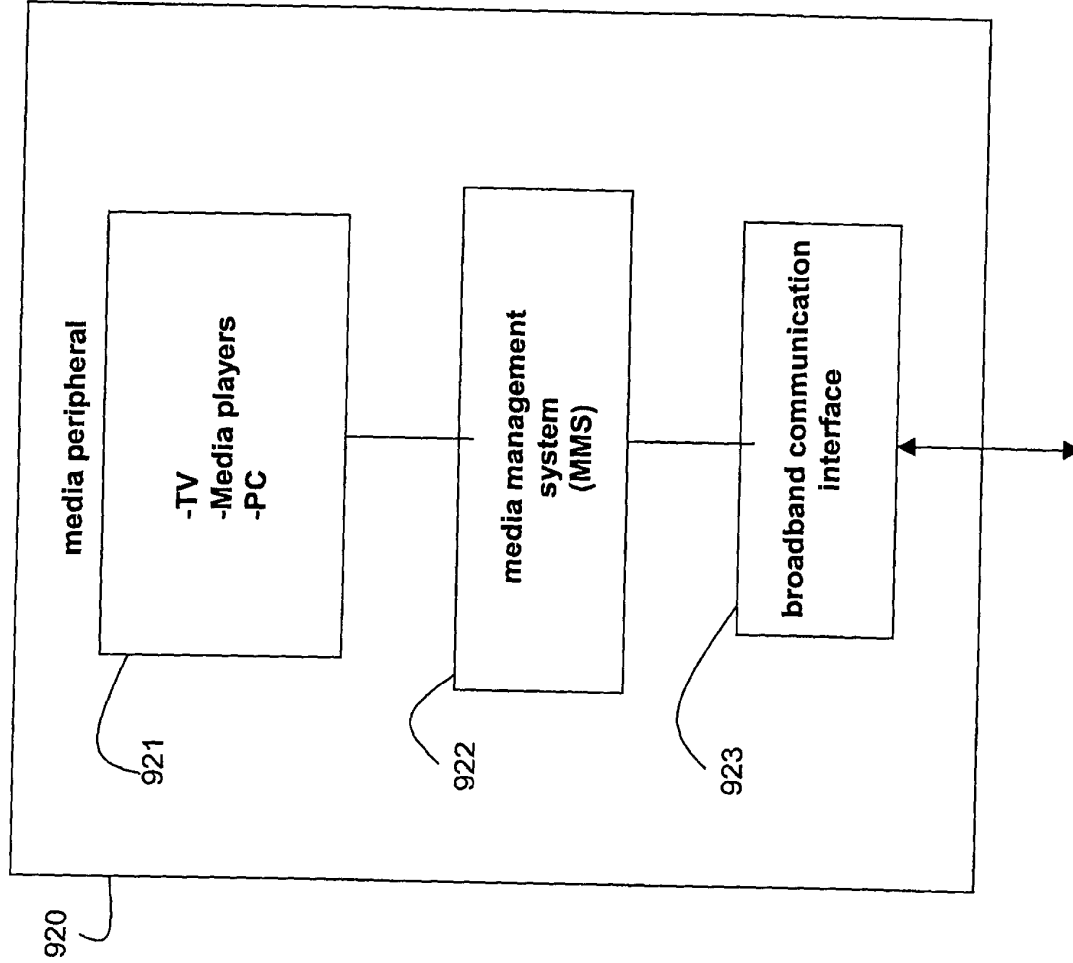 media peripheral
-TV
-Media players
-PC
media management
system
(MMS)
broadband communication
interface
920
921
922
923